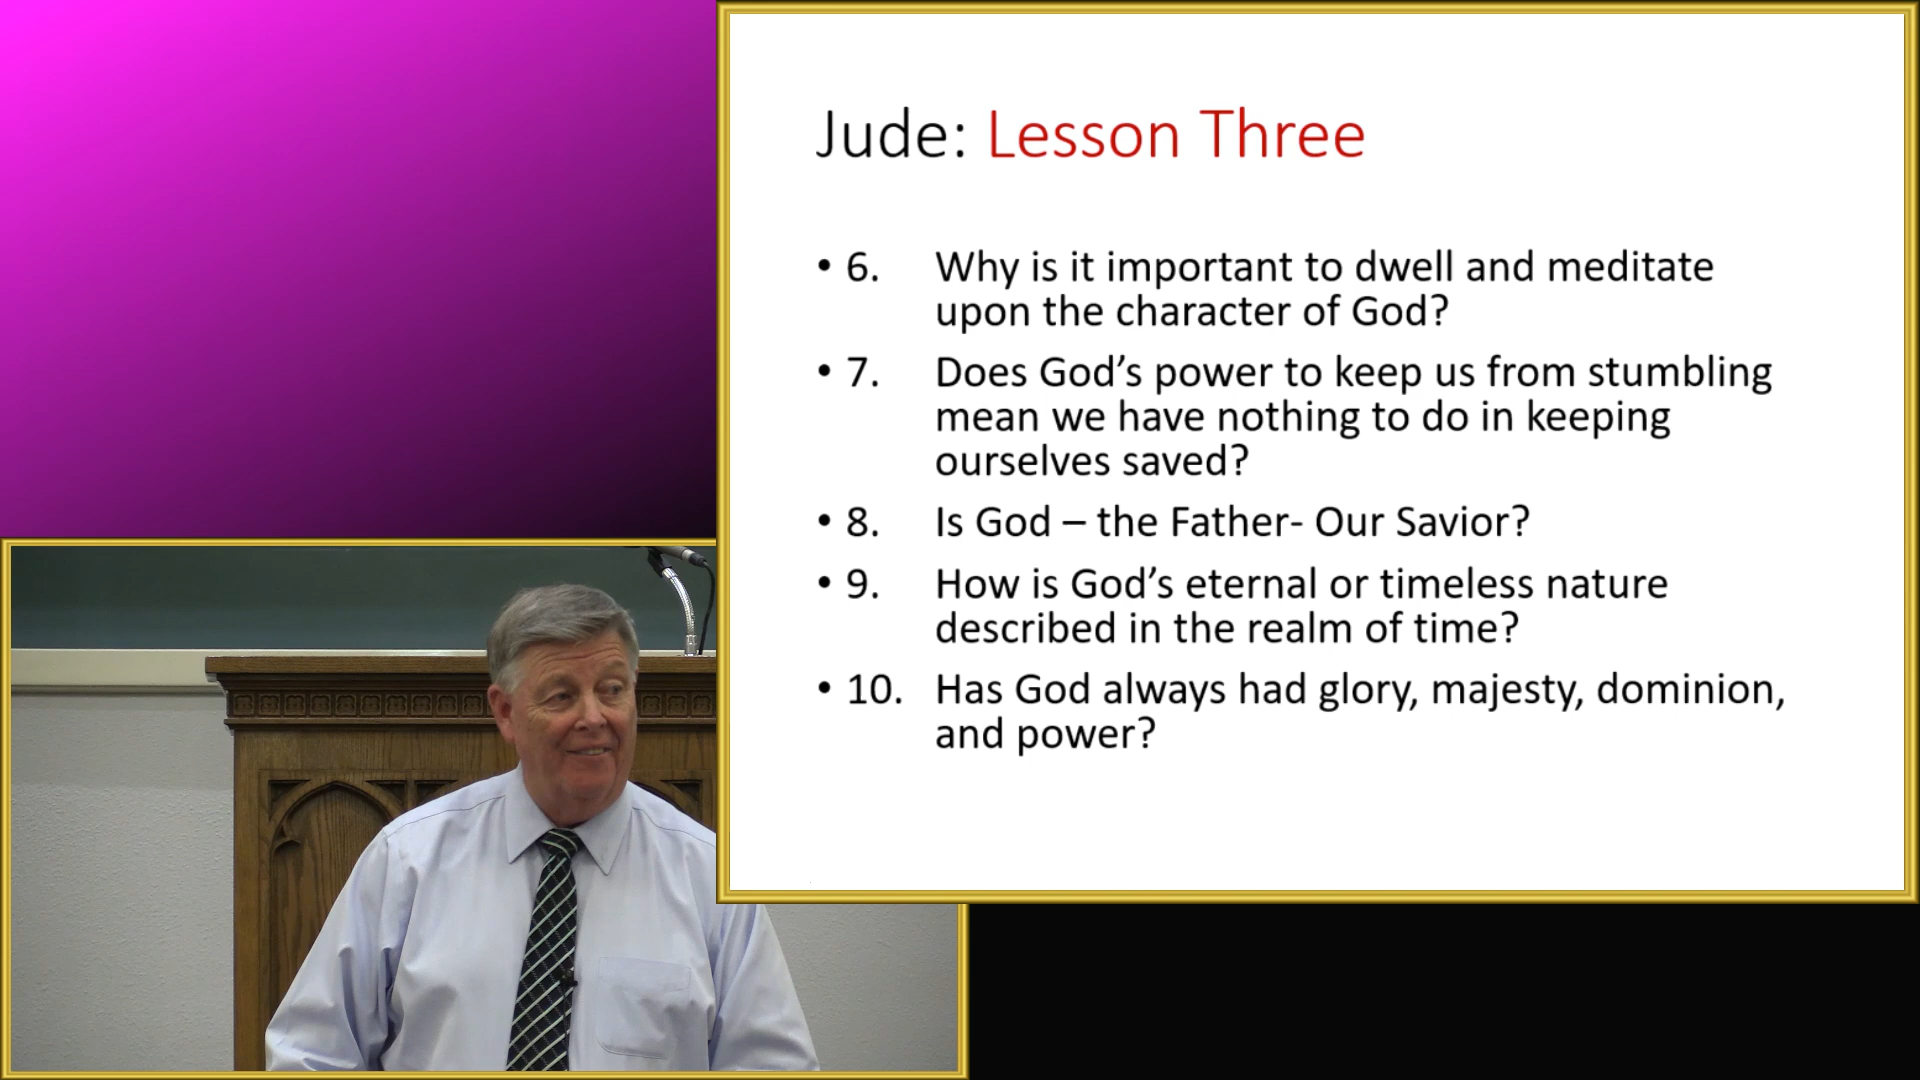 Jude: Lesson Three
• 6. Why is it important to dwell and meditate
upon the character of God?
• 7. Does God’s power to keep us from stumbling
mean we have nothing to do in keeping
ourselves saved?
• 8. Is God – the Father- Our Savior?
• 9. How is God’s eternal or timeless nature
described in the realm of time?
• 10. Has God always had glory, majesty, dominion,
and power?